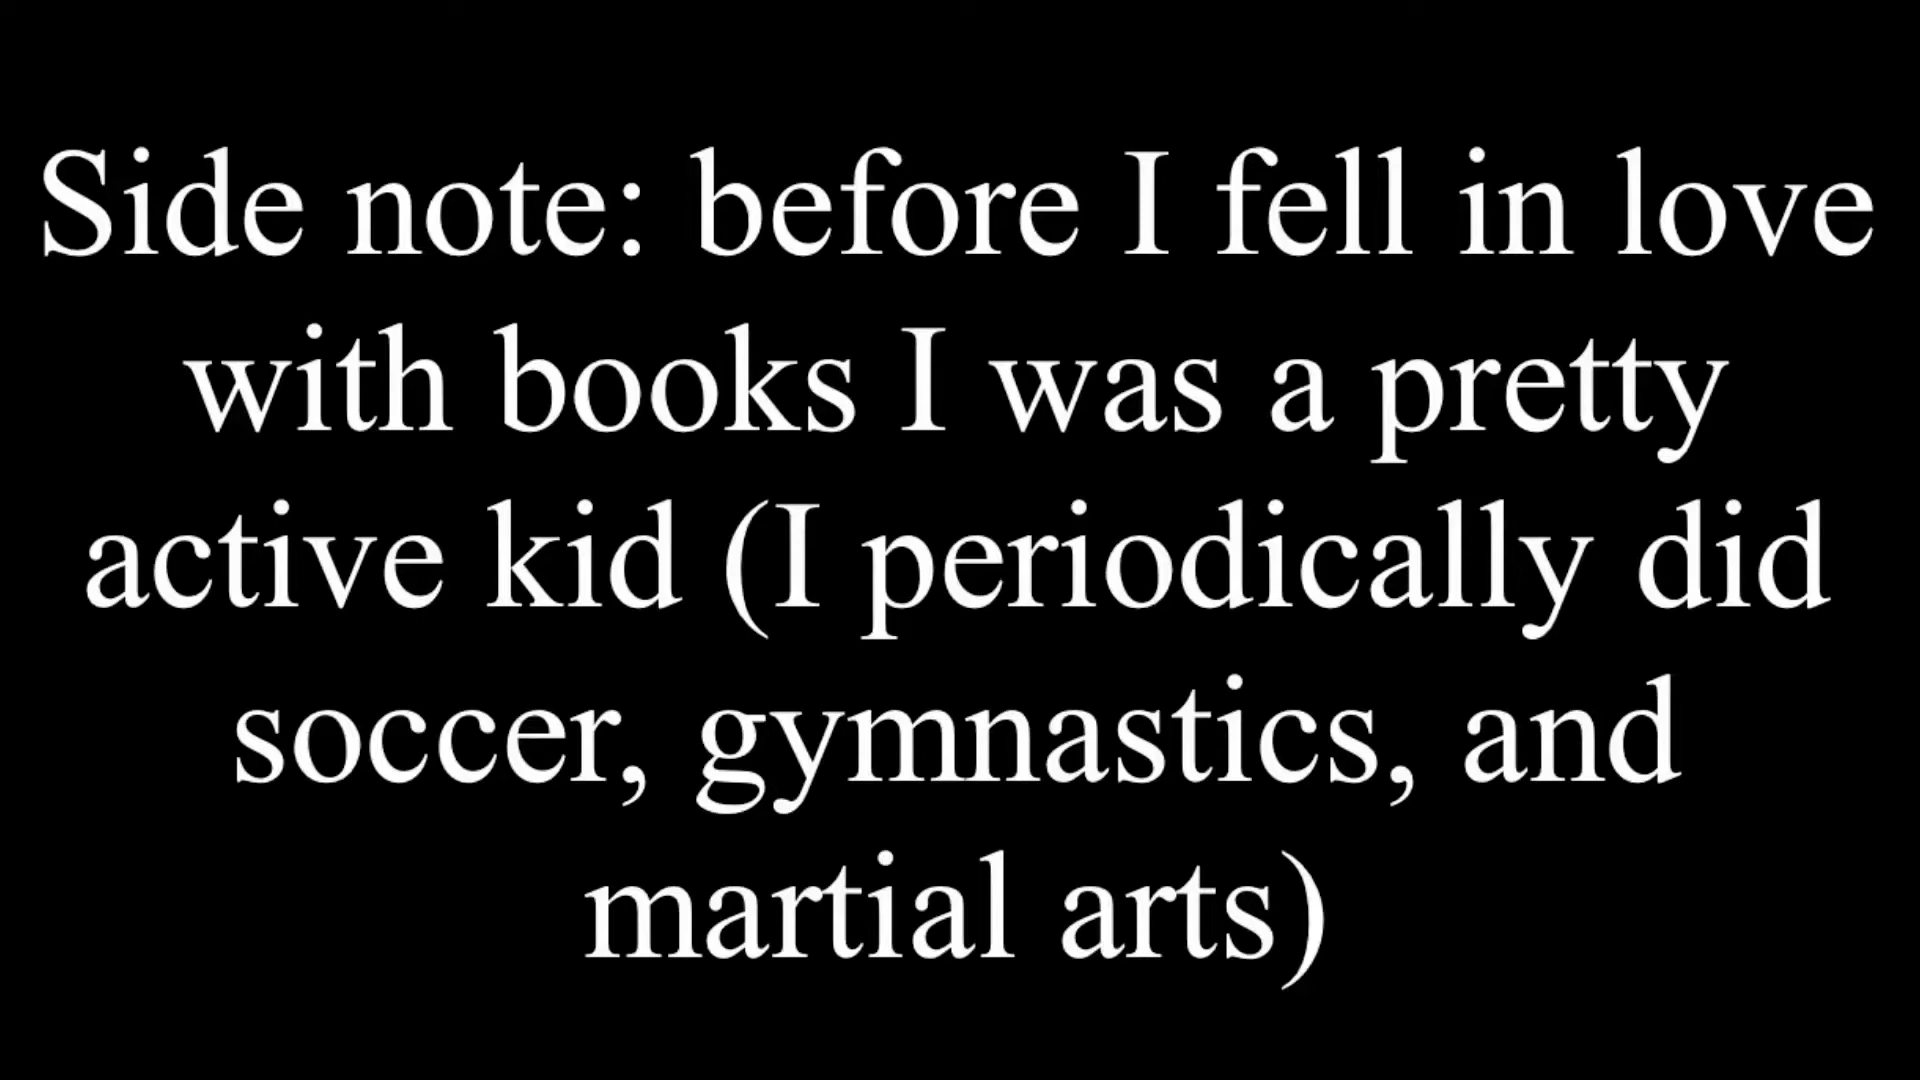 Side note: before I fell in love
with books I was a pretty
active kid (I periodically did
soccer, gymnastics, and
martial arts)